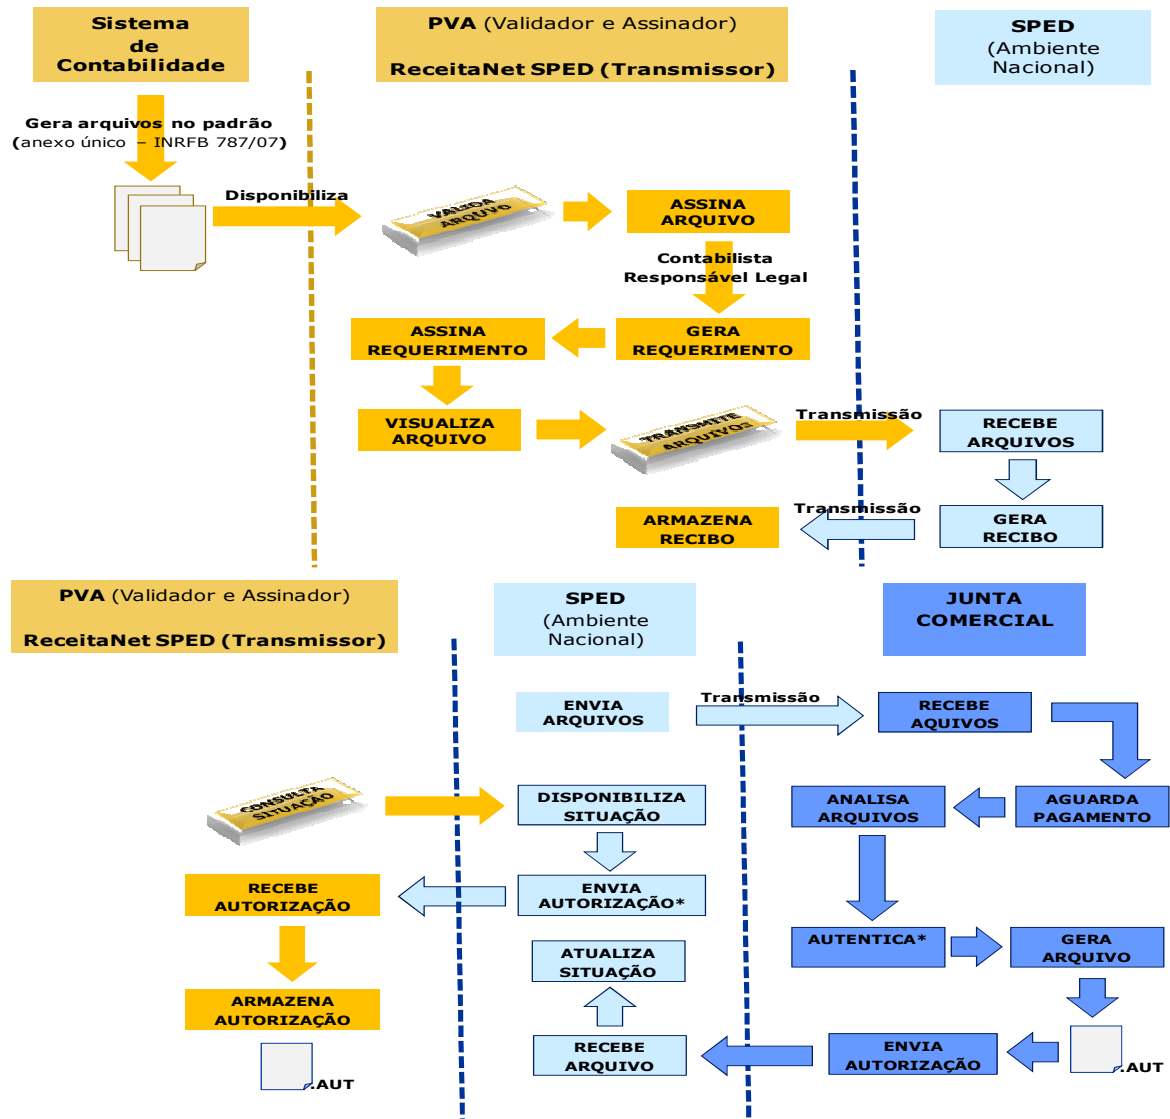 Sistema
de
Contabilidade
PVA (Validador e Assinador)
ReceitaNet SPED (Transmissor)
SPED
(Ambiente
Nacional)
Gera arquivos no padrão
(anexo único – INRFB 787/07)
Disponibiliza
VALIDA
ARQUIVO
ASSINA
ARQUIVO
Contabilista
Responsável Legal
ASSINA
REQUERIMENTO
GERA
REQUERIMENTO
VISUALIZA
ARQUIVO
TRANSMITE
ARQUIVOS
Transmissão
RECEBE
ARQUIVOS
ARMAZENA
RECIBO
Transmissão
GERA
RECIBO
PVA (Validador e Assinador)
ReceitaNet SPED (Transmissor)
SPED
(Ambiente
Nacional)
JUNTA
COMERCIAL
ENVIA
ARQUIVOS
Transmissão
RECEBE
AQUIVOS
CONSULTA
SITUAÇÃO
DISPONIBILIZA
SITUAÇÃO
ANALISA
ARQUIVOS
AGUARDA
PAGAMENTO
RECEBE
AUTORIZAÇÃO
ENVIA
AUTORIZAÇÃO*
ATUALIZA
SITUAÇÃO
AUTENTICA*
GERA
ARQUIVO
ARMAZENA
AUTORIZAÇÃO
RECEBE
ARQUIVO
ENVIA
AUTORIZAÇÃO
.AUT
.AUT